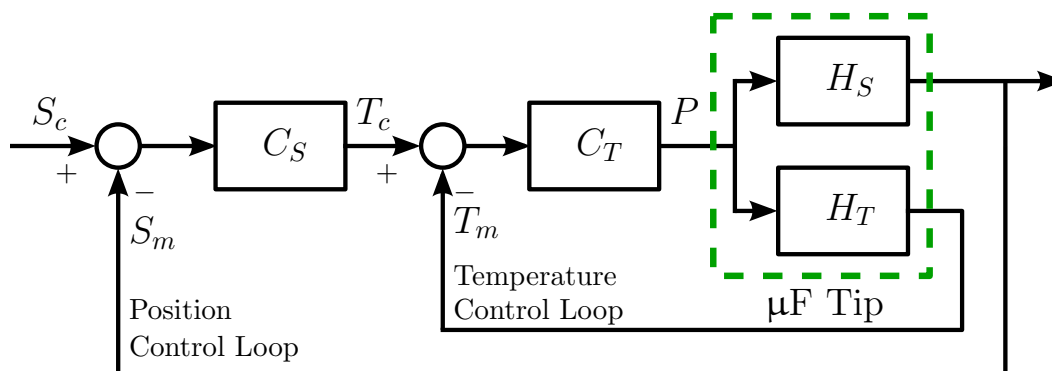 S_c
+
−
S_m
C_S
T_c
+
−
T_m
C_T
P
H_S
H_T
μF Tip
Temperature
Control Loop
Position
Control Loop